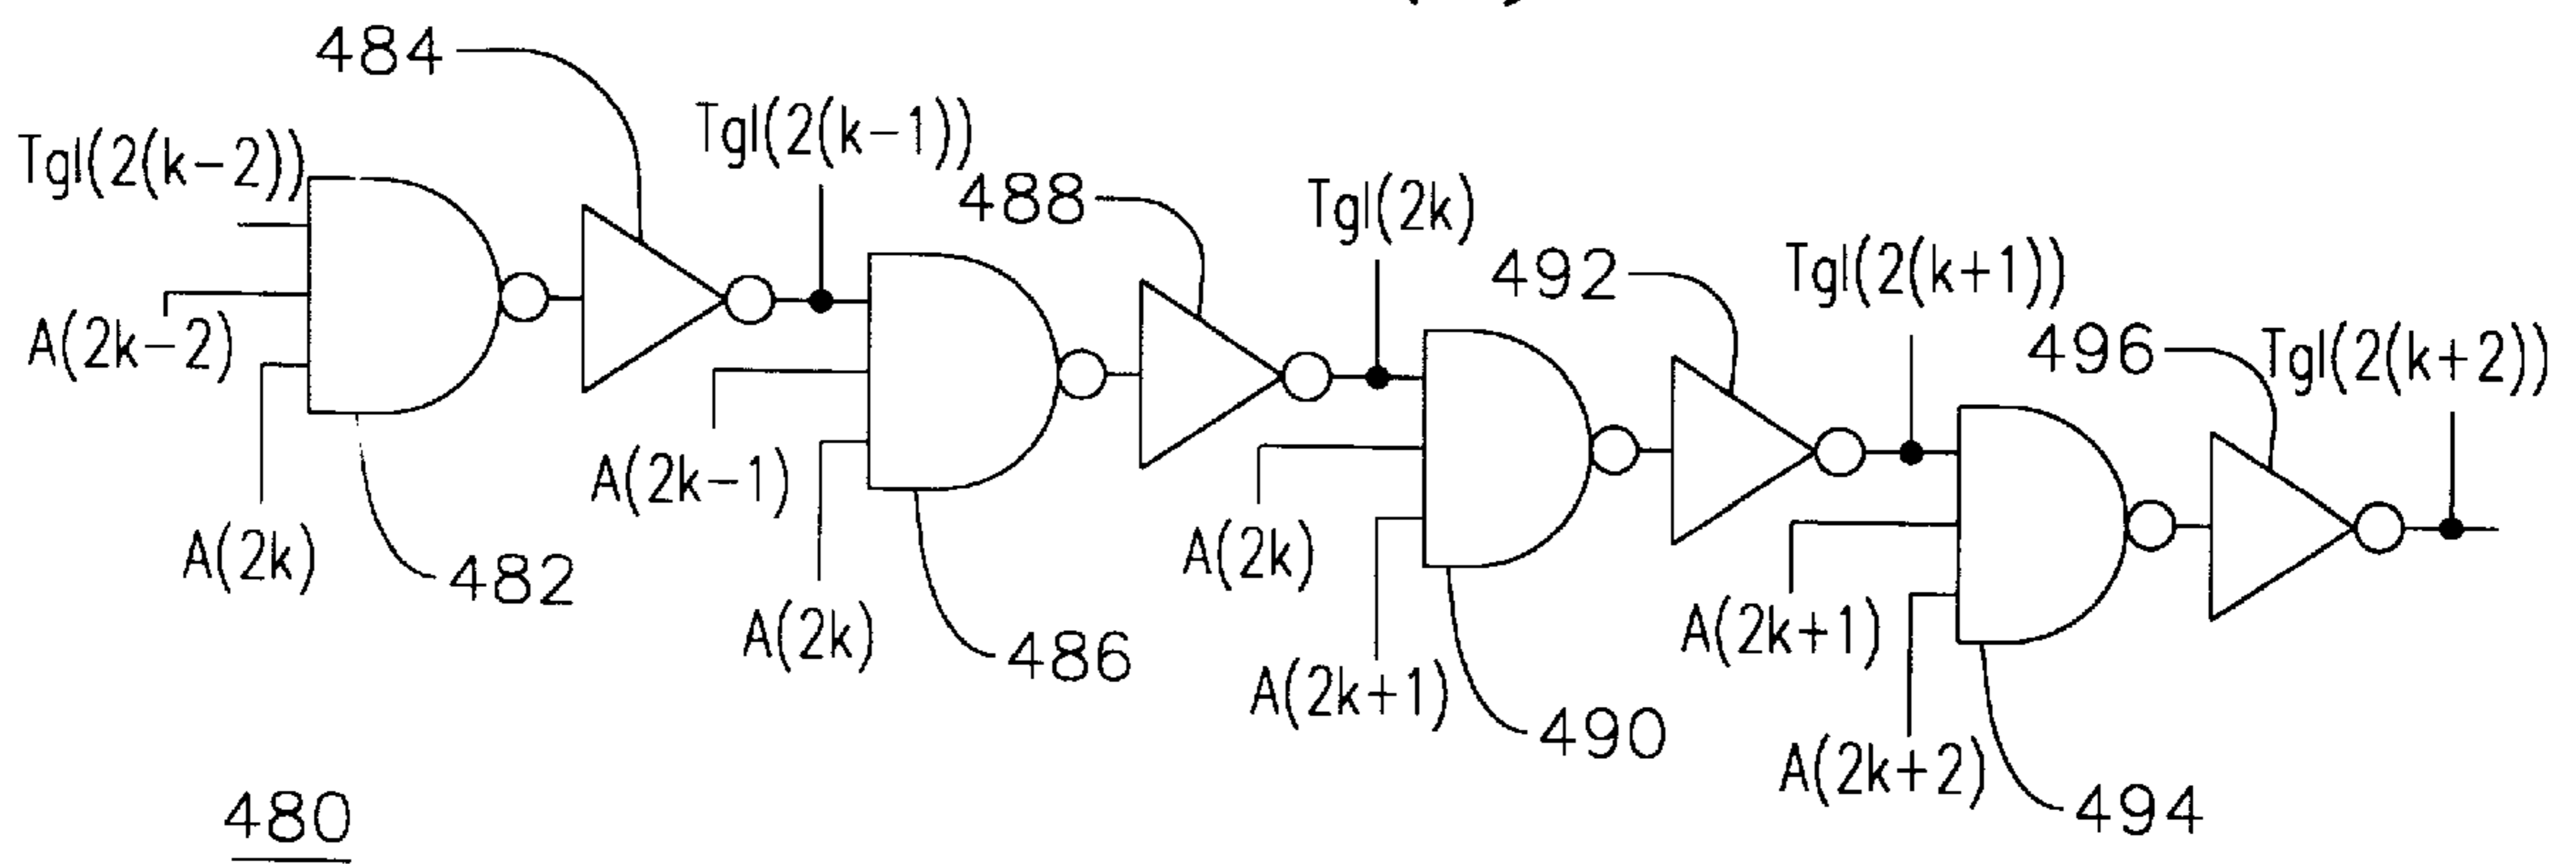 484
Tgl(2(k-2))
Tgl(2(k-1))
488
Tgl(2k)
492
Tgl(2(k+1))
496
Tgl(2(k+2))
A(2k-2)
A(2k)
482
A(2k-1)
A(2k)
486
A(2k)
A(2k+1)
490
A(2k+1)
A(2k+2)
494
480